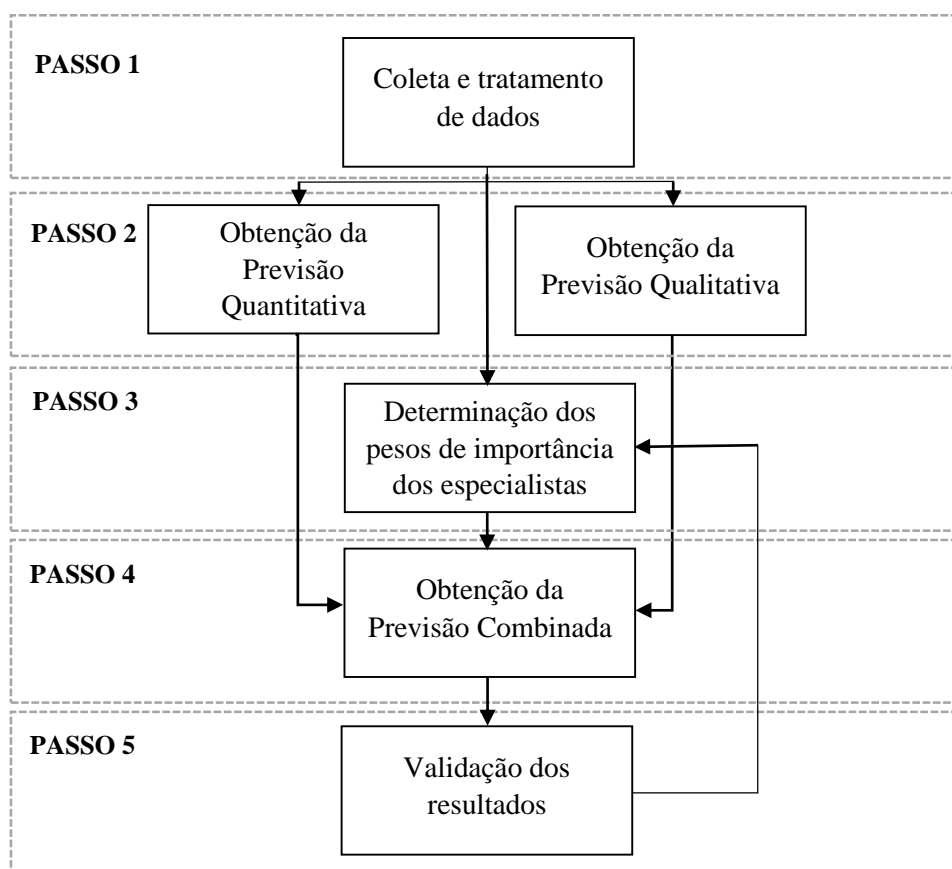 PASSO 1
Coleta e tratamento
de dados
PASSO 2
Obtenção da
Previsão
Quantitativa
Obtenção da
Previsão Qualitativa
PASSO 3
Determinação dos
pesos de importância
dos especialistas
PASSO 4
Obtenção da
Previsão Combinada
PASSO 5
Validação dos
resultados